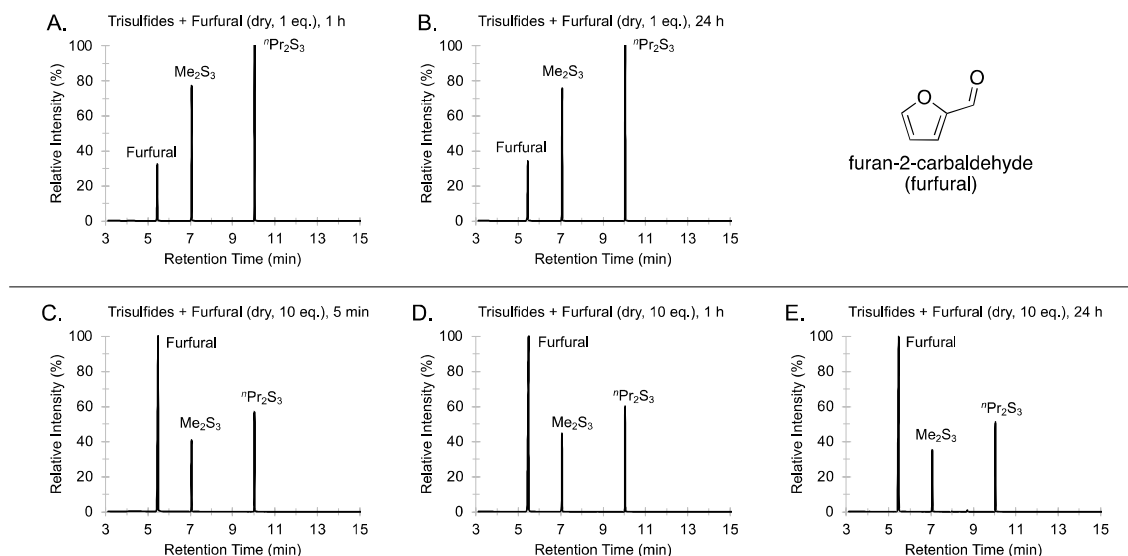 A. Trisulfides + Furfural (dry, 1 eq.), 1 h
Relative Intensity (%)
100
80
60
40
20
0
Furfural
Me₂S₃
ⁿPr₂S₃
3 5 7 9 11 13 15
Retention Time (min)
B. Trisulfides + Furfural (dry, 1 eq.), 24 h
Relative Intensity (%)
100
80
60
40
20
0
Furfural
Me₂S₃
ⁿPr₂S₃
3 5 7 9 11 13 15
Retention Time (min)
O
O
furan-2-carbaldehyde
(furfural)
C. Trisulfides + Furfural (dry, 10 eq.), 5 min
Relative Intensity (%)
100
80
60
40
20
0
Furfural
Me₂S₃
ⁿPr₂S₃
3 5 7 9 11 13 15
Retention Time (min)
D. Trisulfides + Furfural (dry, 10 eq.), 1 h
Relative Intensity (%)
100
80
60
40
20
0
Furfural
Me₂S₃
ⁿPr₂S₃
3 5 7 9 11 13 15
Retention Time (min)
E. Trisulfides + Furfural (dry, 10 eq.), 24 h
Relative Intensity (%)
100
80
60
40
20
0
Furfural
Me₂S₃
ⁿPr₂S₃
3 5 7 9 11 13 15
Retention Time (min)